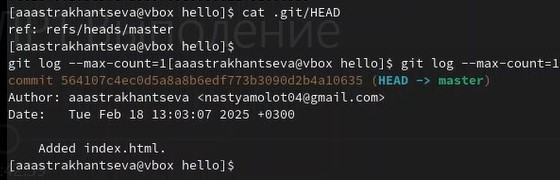 [aaastrakhantseva@vbox hello]$ cat .git/HEAD
ref: refs/heads/master
[aaastrakhantseva@vbox hello]$
git log --max-count=1[aaastrakhantseva@vbox hello]$ git log --max-count=1
commit 564107c4ec0d5a8a8b6edf773b3090d2b4a10635 (HEAD -> master)
Author: aaastrakhantseva <nastyamolot04@gmail.com>
Date:   Tue Feb 18 13:03:07 2025 +0300
Added index.html.
[aaastrakhantseva@vbox hello]$